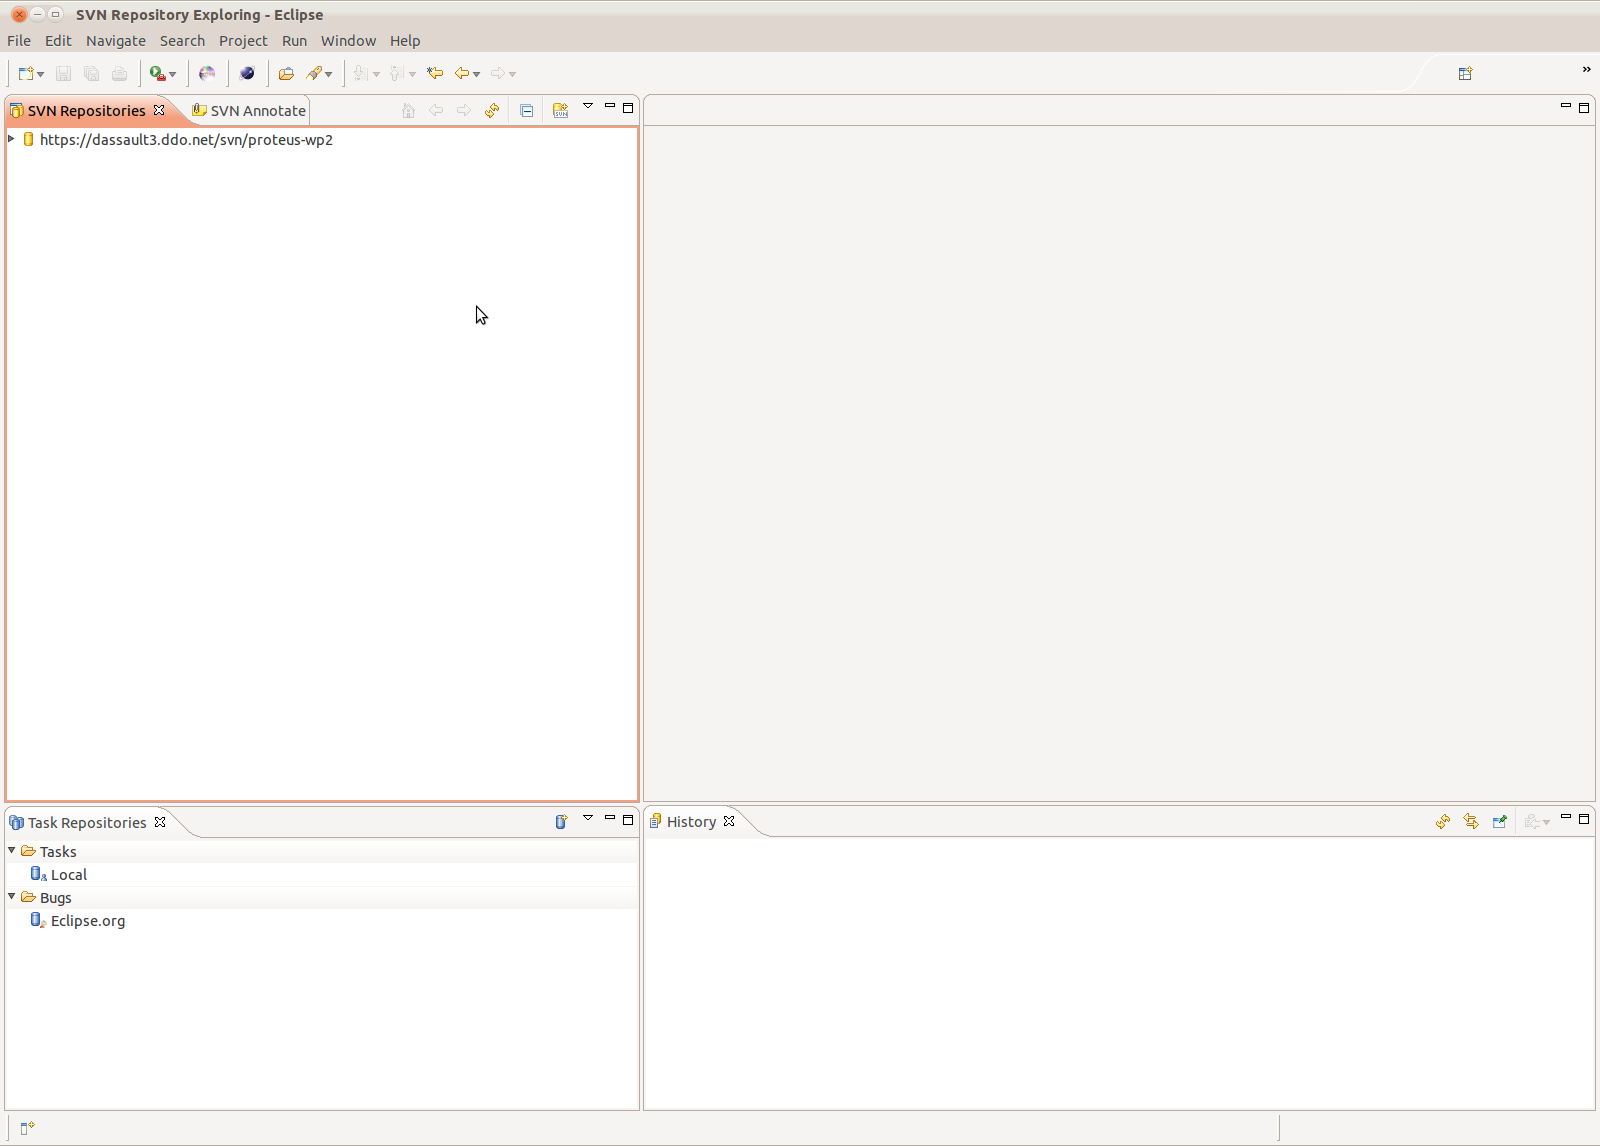 SVN Repository Exploring - Eclipse
File Edit Navigate Search Project Run Window Help
SVN Repositories SVN Annotate
SVN
https://dassault3.ddo.net/svn/proteus-wp2
Task Repositories
Tasks
Local
Bugs
Eclipse.org
History